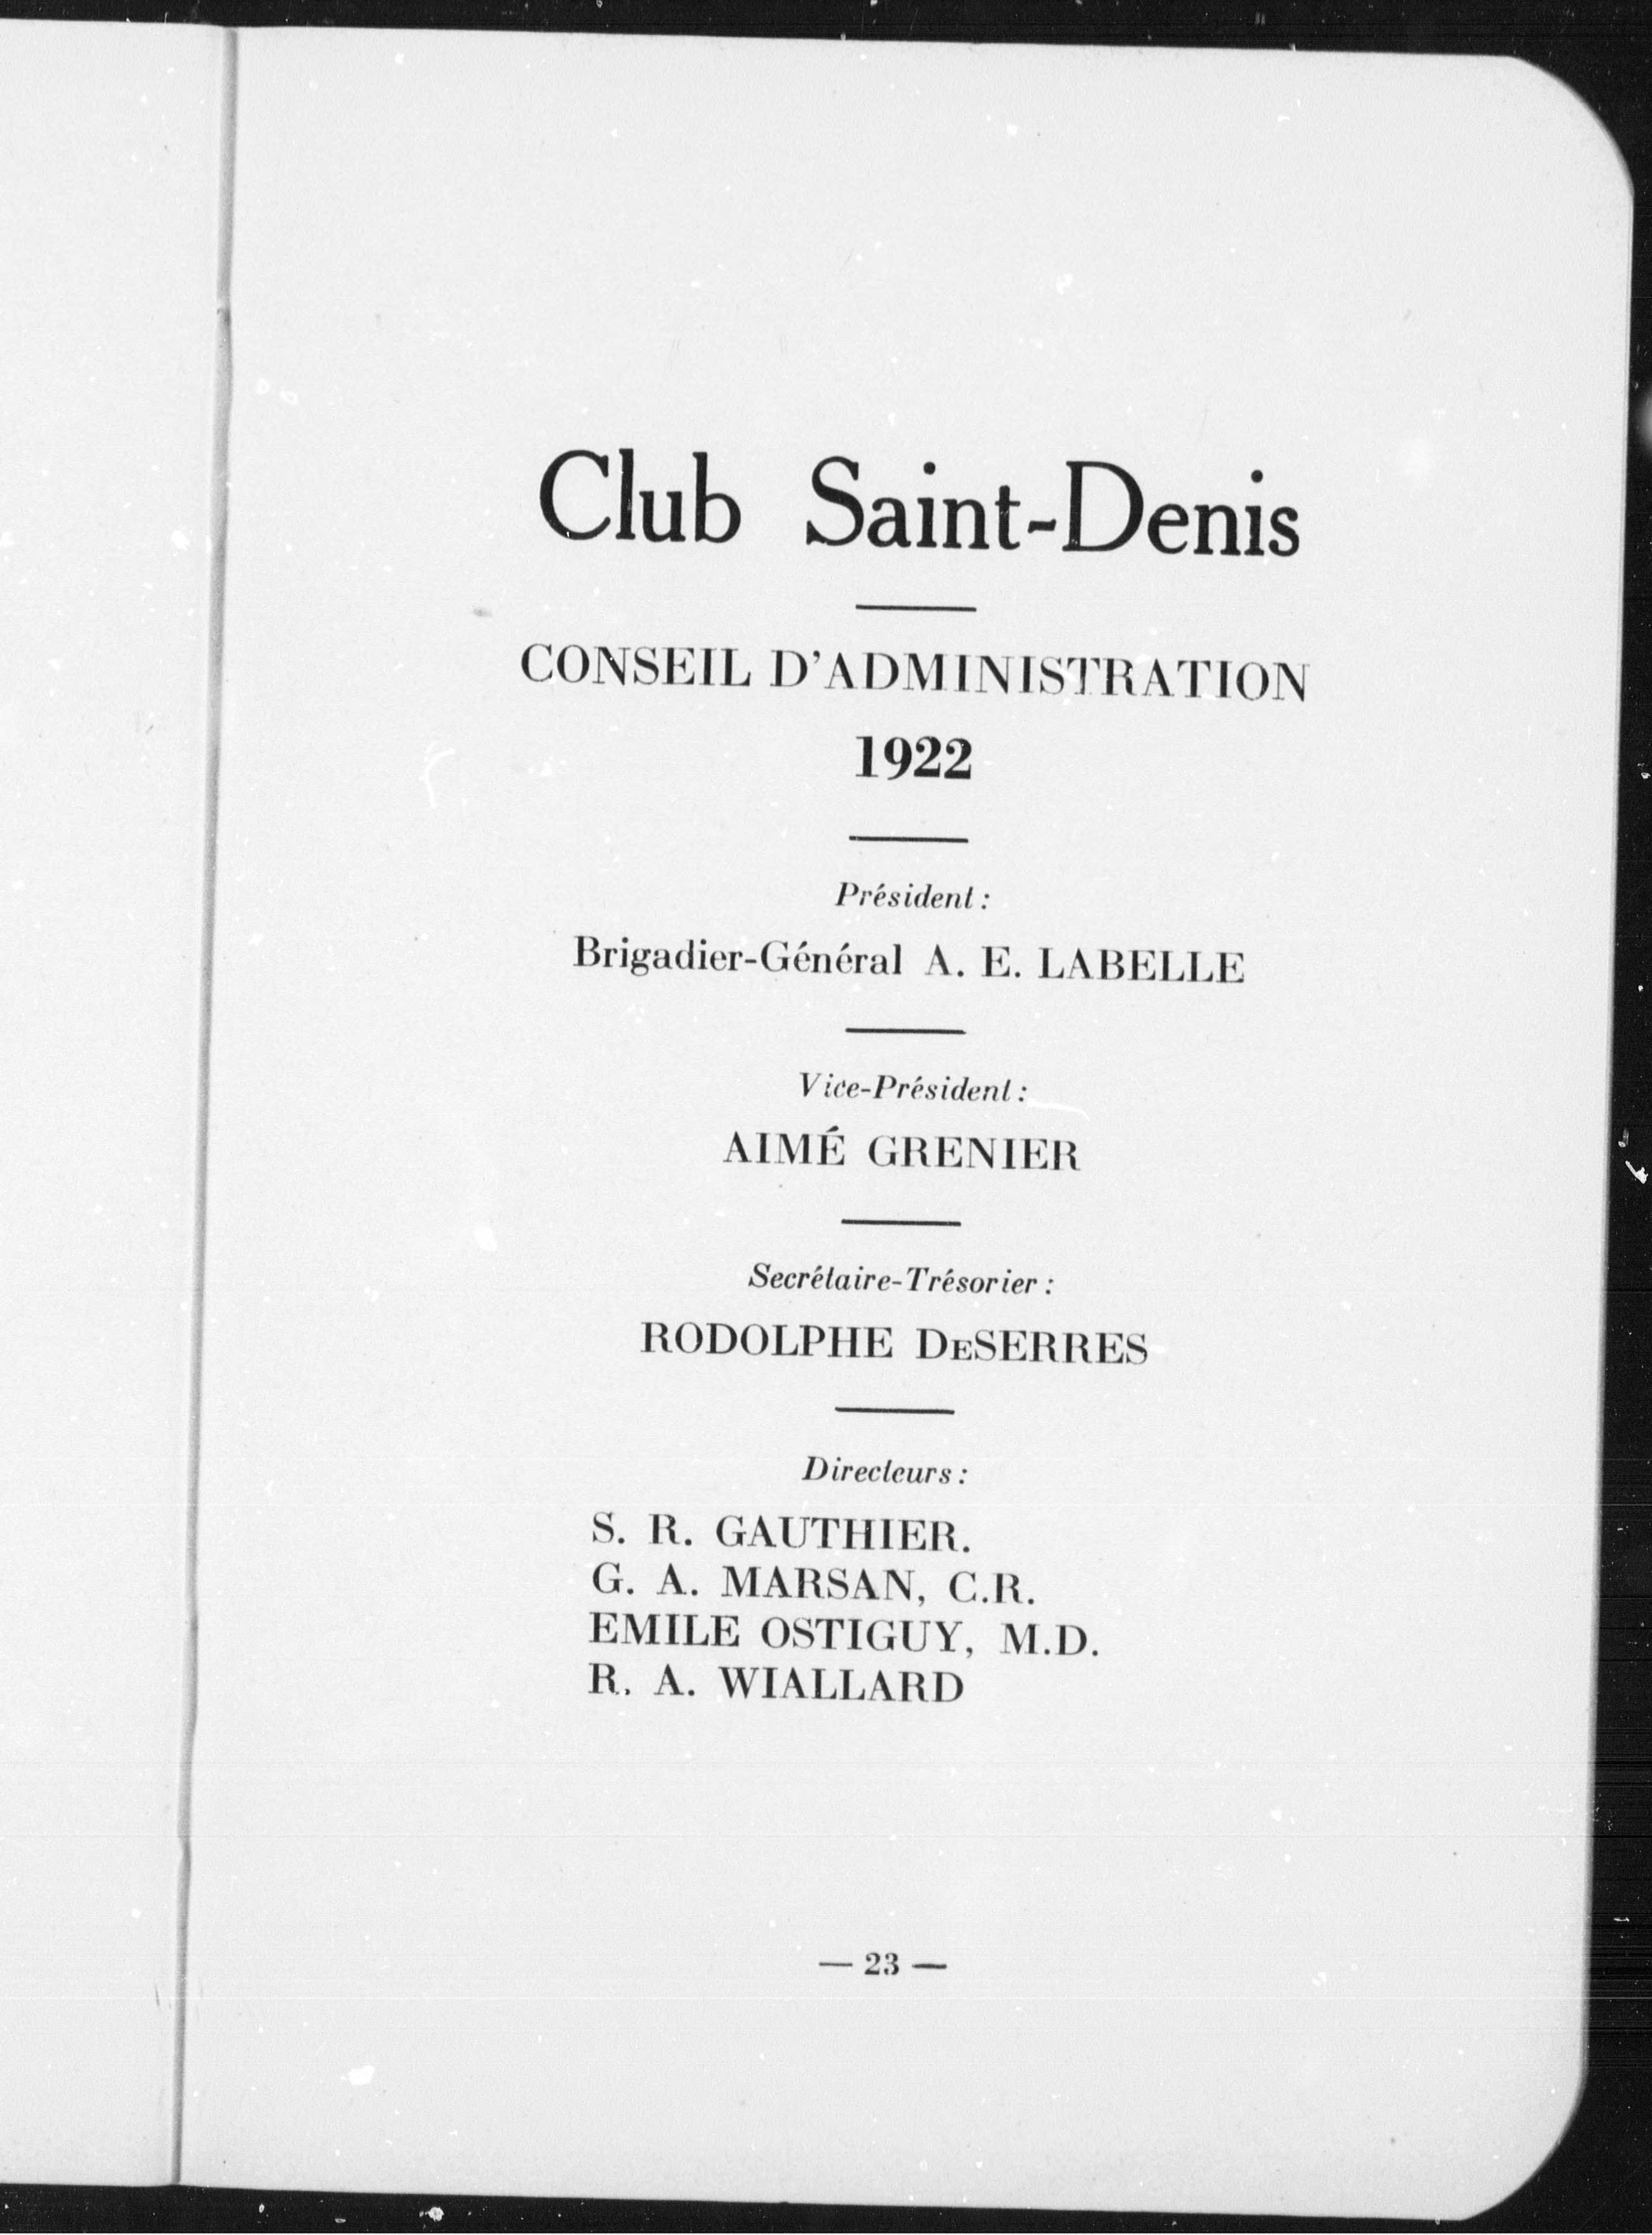 Club Saint-Denis
CONSEIL D'ADMINISTRATION
1922
Président :
Brigadier-Général A. E. LABELLE
Vice-Président :
AIMÉ GRENIER
Secrétaire-Trésorier :
RODOLPHE DeSERRES
Directeurs :
S. R. GAUTHIER.
G. A. MARSAN, C.R.
EMILE OSTIGUY, M.D.
R. A. WIALLARD
— 23 —